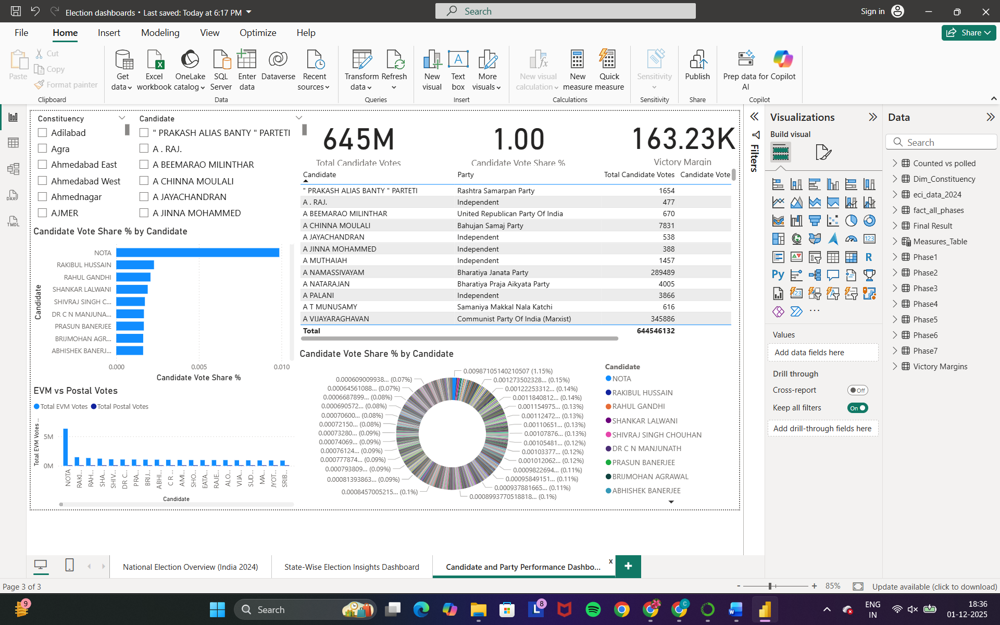 Election dashboards • Last saved: Today at 6:17 PM
Search
Sign in
File Home Insert Modeling View Optimize Help
Share
Paste
Cut
Copy
Format painter
Clipboard
Get data
Excel workbook
OneLake catalog
SQL Server
Enter data
Dataverse
Recent sources
Data
Transform data
Refresh
Queries
New visual
Text box
More visuals
Insert
New visual calculation
New measure
Quick measure
Calculations
Sensitivity
Sensitivity
Publish
Share
Prep data for AI
Copilot
Copilot
Constituency
Adilabad
Agra
Ahmedabad East
Ahmedabad West
Ahmednagar
AJMER
Candidate
" PRAKASH ALIAS BANTY " PARTETI
A . RAJ.
A BEEMARAO MILINTHAR
A CHINNA MOULALI
A JAYACHANDRAN
A JINNA MOHAMMED
645M
Total Candidate Votes
1.00
Candidate Vote Share %
163.23K
Victory Margin
Candidate Party Total Candidate Votes Candidate Vote
" PRAKASH ALIAS BANTY " PARTETI Rashtra Samarpan Party 1654
A . RAJ. Independent 477
A BEEMARAO MILINTHAR United Republican Party Of India 670
A CHINNA MOULALI Bahujan Samaj Party 7831
A JAYACHANDRAN Independent 538
A JINNA MOHAMMED Independent 388
A MUTHAIAH Independent 1457
A NAMASSIVAYAM Bharatiya Janata Party 289489
A NATARAJAN Bharatiya Praja Aikyata Party 4005
A PALANI Independent 3866
A T MUNUSAMY Samaniya Makkal Nala Katchi 616
A VIJAYARAGHAVAN Communist Party Of India (Marxist) 345886
Total 644546132
Candidate Vote Share % by Candidate
Candidate
NOTA
RAKIBUL HUSSAIN
RAHUL GANDHI
SHANKAR LALWANI
SHIVRAJ SINGH C...
DR C N MANJUNA...
PRASUN BANERJEE
BRIJMOHAN AGR...
ABHISHEK BANERJ...
0.000 0.005 0.010
Candidate Vote Share %
EVM vs Postal Votes
Total EVM Votes Total Postal Votes
Total EVM Votes ...
5M
0M
NOTA RAKI... RAH... SHA... SHIV... DR C... PRA... BRIJ... ABHI... C R ... AMI... SHO... EATA... RAJE... ALO... VIJA... SUD... MA... JYOT... SRIB...
Candidate
Candidate Vote Share % by Candidate
0.00987105140210507 (1.15%)
0.001273502328... (0.15%)
0.00122253312... (0.14%)
0.0011840812... (0.14%)
0.001154975... (0.13%)
0.00112472... (0.13%)
0.00110651... (0.13%)
0.00107876... (0.13%)
0.00105481... (0.12%)
0.00103377... (0.12%)
0.001012062... (0.12%)
0.0009822694... (0.11%)
0.00095849151... (0.11%)
0.000937881665... (0.11%)
0.0008993770518818... (0.1%)
0.0008457005215... (0.1%)
0.00081393863... (0.09%)
0.000793809... (0.09%)
0.000777874... (0.09%)
0.00076124... (0.09%)
0.00074069... (0.09%)
0.00073280... (0.09%)
0.00072150... (0.08%)
0.00070600... (0.08%)
0.000690572... (0.08%)
0.0006687899... (0.08%)
0.00064561088... (0.07%)
0.000609009938... (0.07%)
Candidate
NOTA
RAKIBUL HUSSAIN
RAHUL GANDHI
SHANKAR LALWANI
SHIVRAJ SINGH CHOUHAN
DR C N MANJUNATH
PRASUN BANERJEE
BRIJMOHAN AGRAWAL
ABHISHEK BANERJEE
Filters
Visualizations
Build visual
123
R
Py
123
Values
Add data fields here
Drill through
Cross-report Off
Keep all filters On
Add drill-through fields here
Data
Search
Counted vs polled
Dim_Constituency
eci_data_2024
fact_all_phases
Final Result
Measures_Table
Phase1
Phase2
Phase3
Phase4
Phase5
Phase6
Phase7
Victory Margins
DAX
TMDL
National Election Overview (India 2024)
State-Wise Election Insights Dashboard
Candidate and Party Performance Dashbo...
x
+
Page 3 of 3
- + 85%
Update available (click to download)
9
Search
L 8
C
W
ENG
IN
18:36
01-12-2025